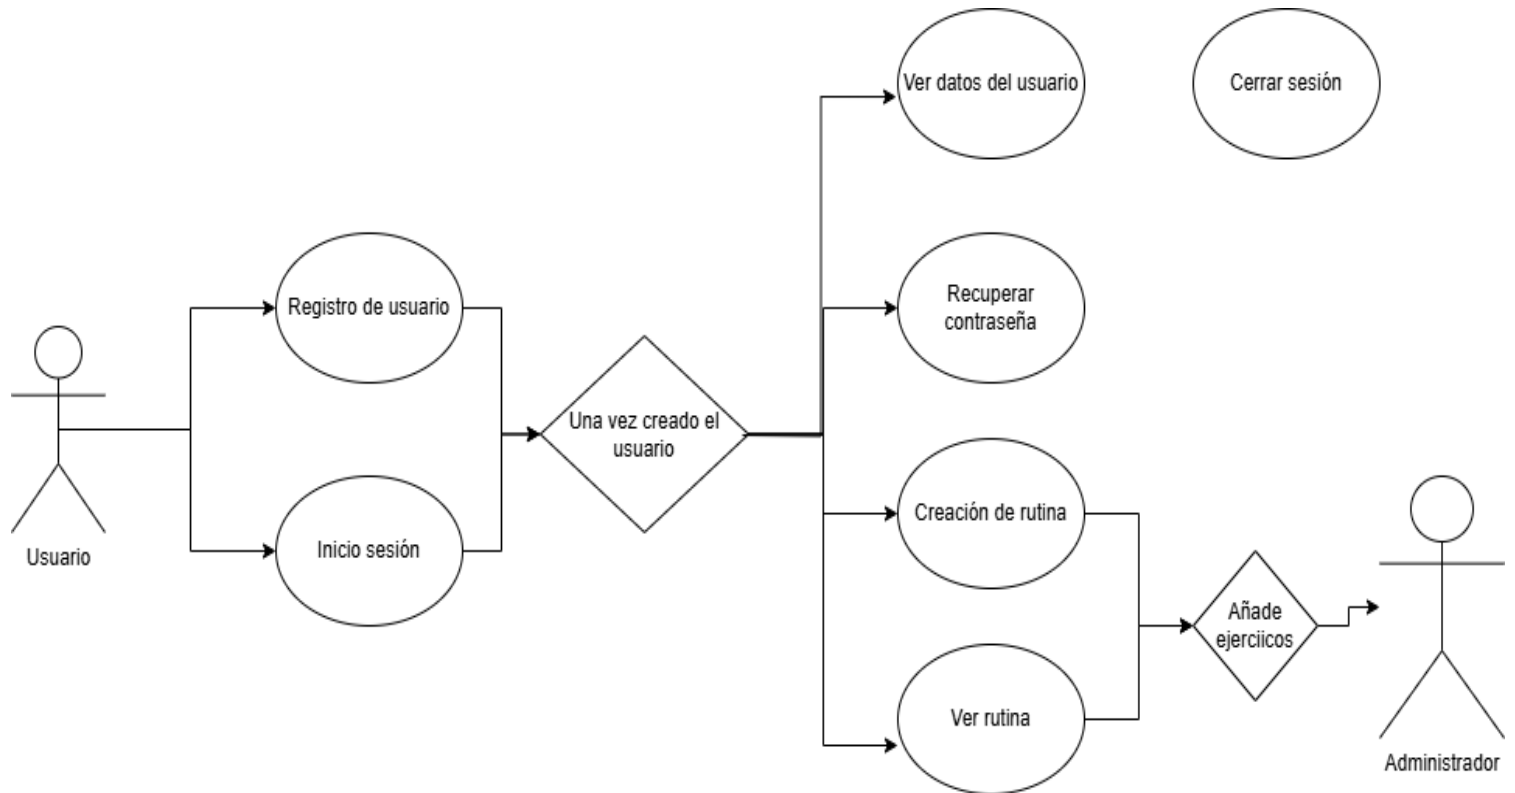 Ver datos del usuario
Cerrar sesión
Registro de usuario
Recuperar
contraseña
Una vez creado el
usuario
Usuario
Inicio sesión
Creación de rutina
Añade
ejerciicos
Ver rutina
Administrador